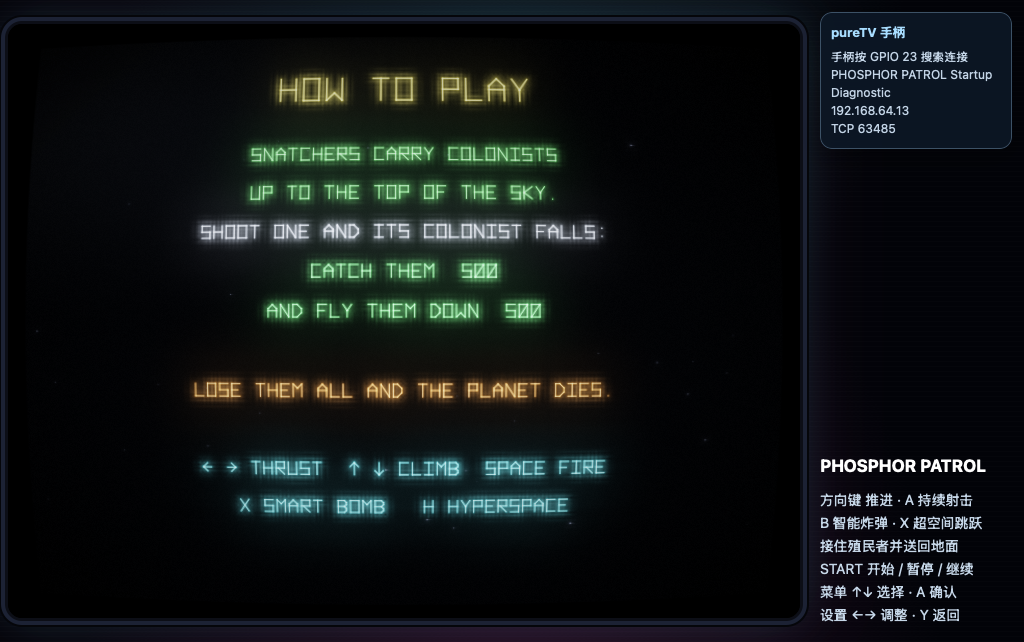 HOW TO PLAY
SNATCHERS CARRY COLONISTS
UP TO THE TOP OF THE SKY.
SHOOT ONE AND ITS COLONIST FALLS:
CATCH THEM 500
AND FLY THEM DOWN 500
LOSE THEM ALL AND THE PLANET DIES.
← → THRUST ↑ ↓ CLIMB SPACE FIRE
X SMART BOMB H HYPERSPACE
pureTV 手柄
手柄按 GPIO 23 搜索连接
PHOSPHOR PATROL Startup
Diagnostic
192.168.64.13
TCP 63485
PHOSPHOR PATROL
方向键 推进 · A 持续射击
B 智能炸弹 · X 超空间跳跃
接住殖民者并送回地面
START 开始 / 暂停 / 继续
菜单 ↑↓ 选择 · A 确认
设置 ←→ 调整 · Y 返回